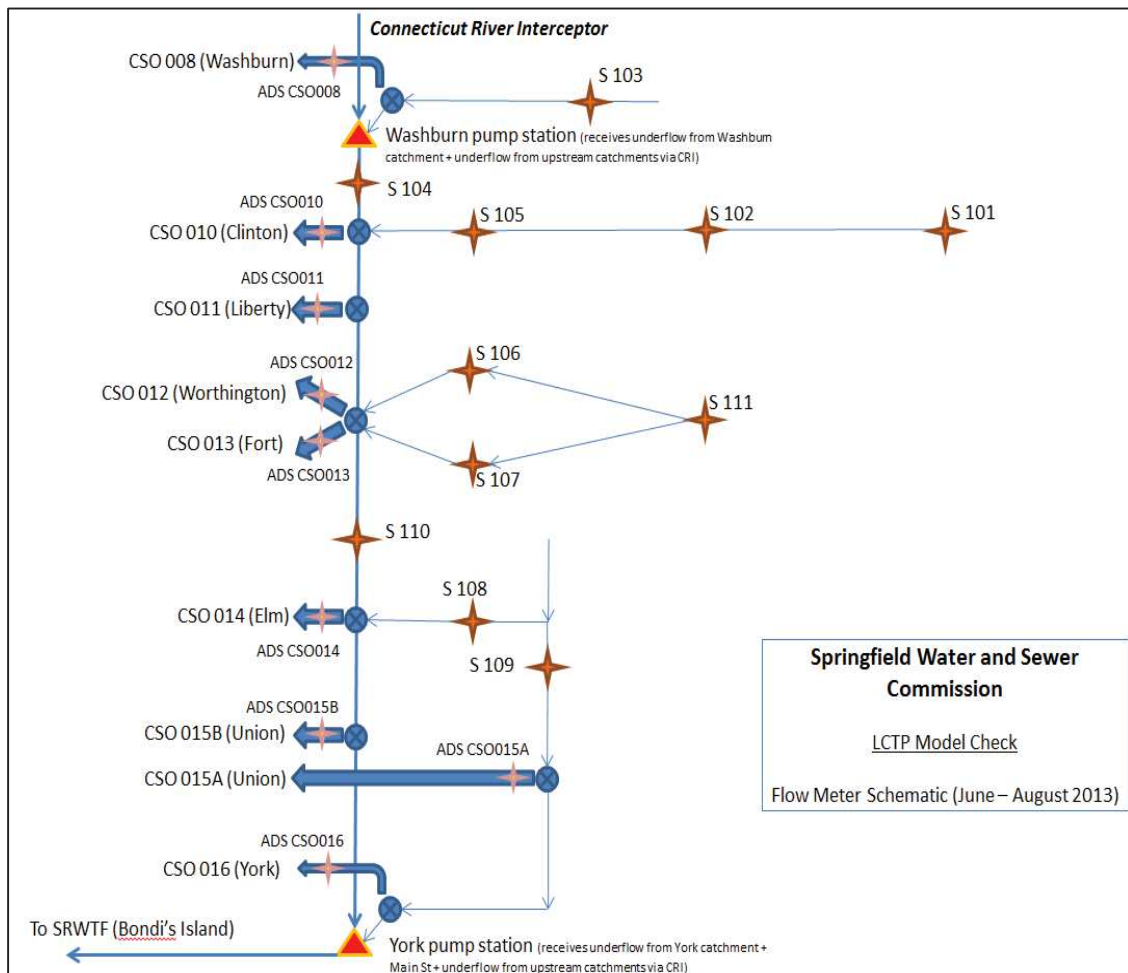 Connecticut River Interceptor
CSO 008 (Washburn)
S 103
ADS CSO008
Washburn pump station (receives underflow from Washburn
catchment + underflow from upstream catchments via CRI)
S 104
ADS CSO010
S 105
S 102
S 101
CSO 010 (Clinton)
ADS CSO011
CSO 011 (Liberty)
ADS CSO012
S 106
CSO 012 (Worthington)
S 111
CSO 013 (Fort)
ADS CSO013
S 107
S 110
S 108
CSO 014 (Elm)
ADS CSO014
S 109
Springfield Water and Sewer
Commission
LCTP Model Check
Flow Meter Schematic (June – August 2013)
ADS CSO015B
CSO 015B (Union)
ADS CSO015A
CSO 015A (Union)
ADS CSO016
CSO 016 (York)
To SRWTF (Bondi's Island)
York pump station (receives underflow from York catchment +
Main St + underflow from upstream catchments via CRI)